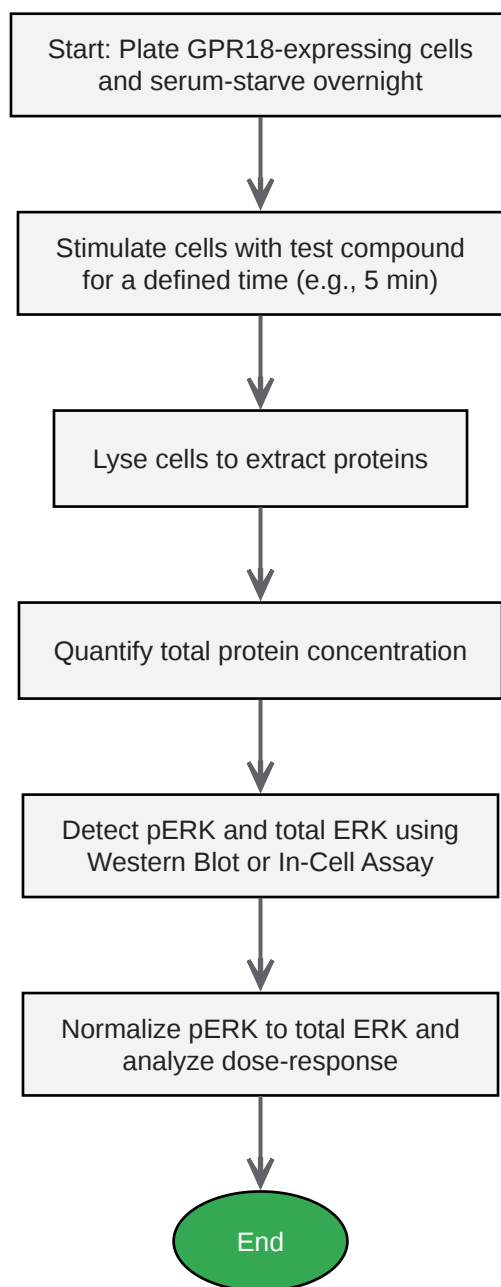 Start: Plate GPR18-expressing cells
and serum-starve overnight
Stimulate cells with test compound
for a defined time (e.g., 5 min)
Lyse cells to extract proteins
Quantify total protein concentration
Detect pERK and total ERK using
Western Blot or In-Cell Assay
Normalize pERK to total ERK and
analyze dose-response
End